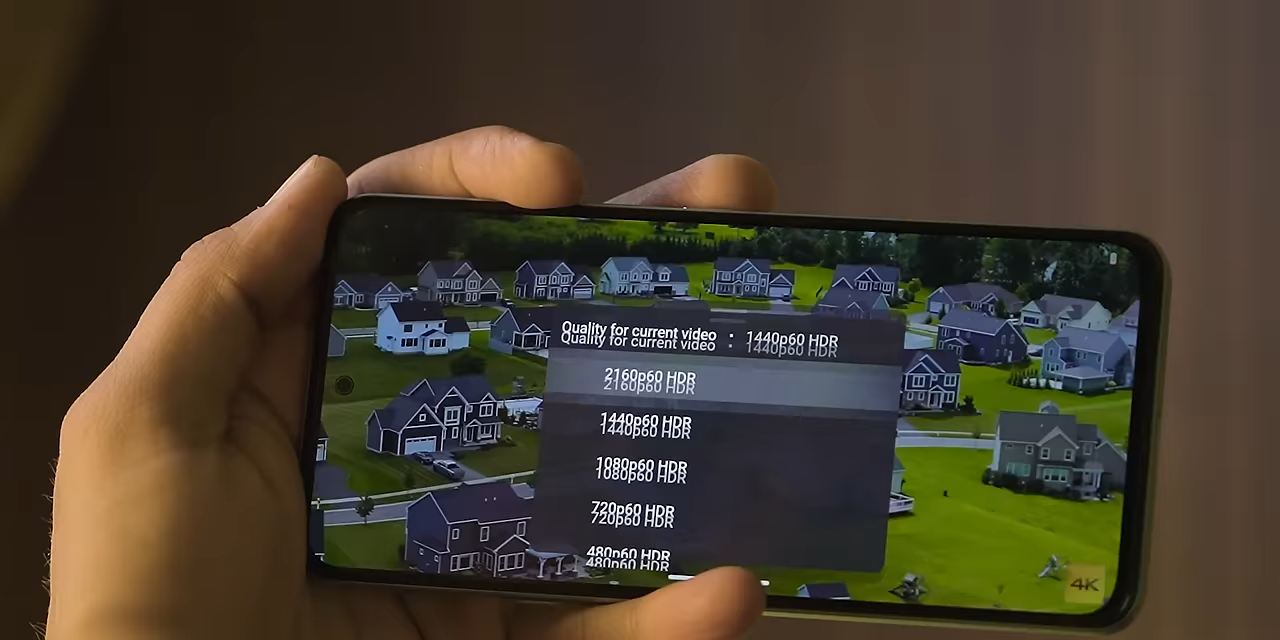 Quality for current video : 1440p60 HDR
2160p60 HDR
1440p60 HDR
1080p60 HDR
720p60 HDR
480p60 HDR
4K